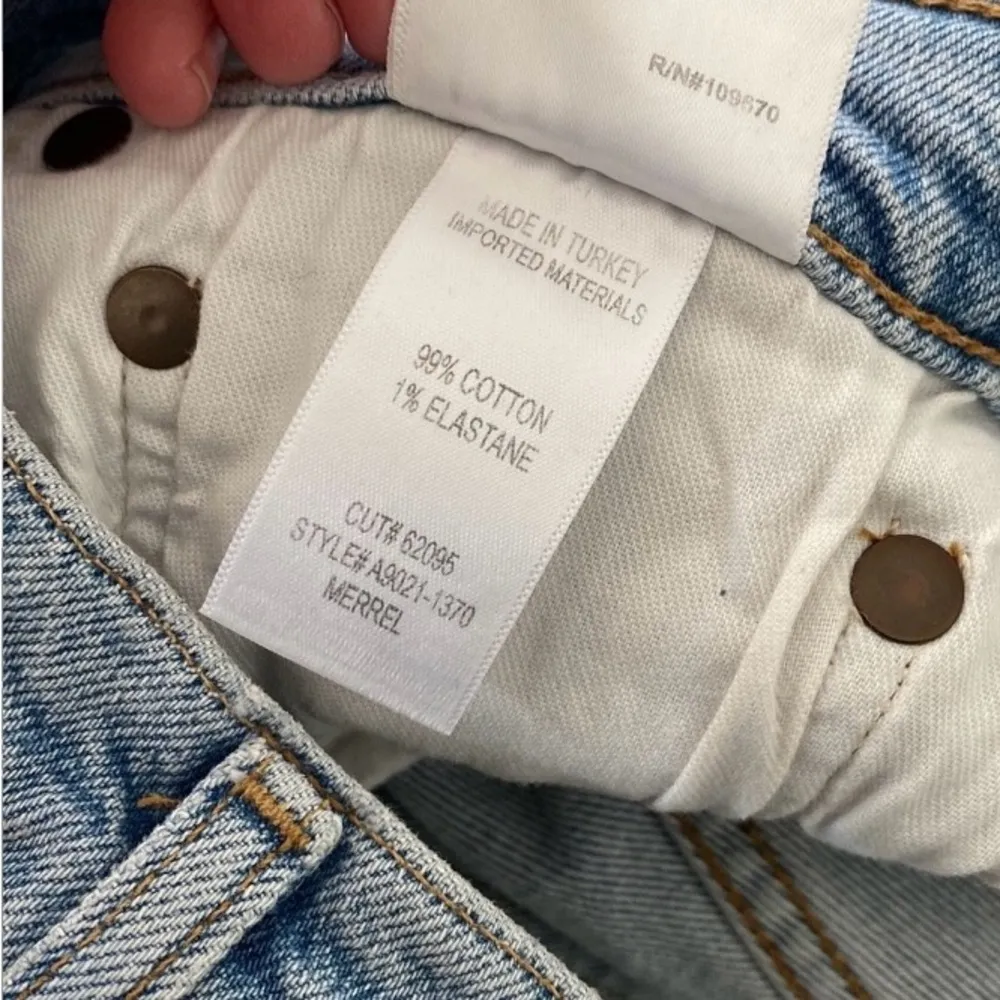 R/N#109670
MADE IN TURKEY
IMPORTED MATERIALS
99% COTTON
1% ELASTANE
CUT# 62095
STYLE# A9021-1370
MERREL